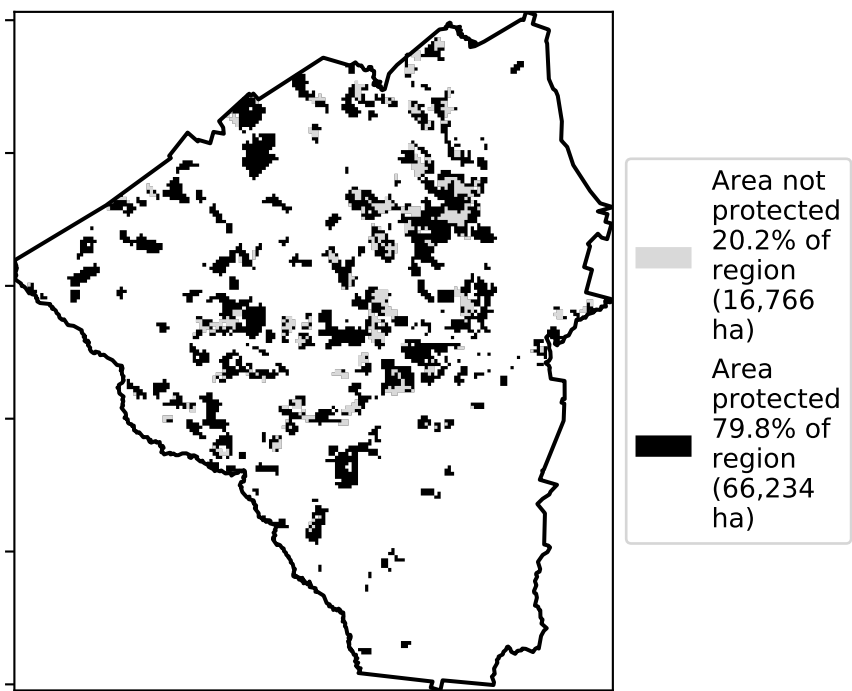 Area not
protected
20.2% of
region
(16,766
ha)
Area
protected
79.8% of
region
(66,234
ha)